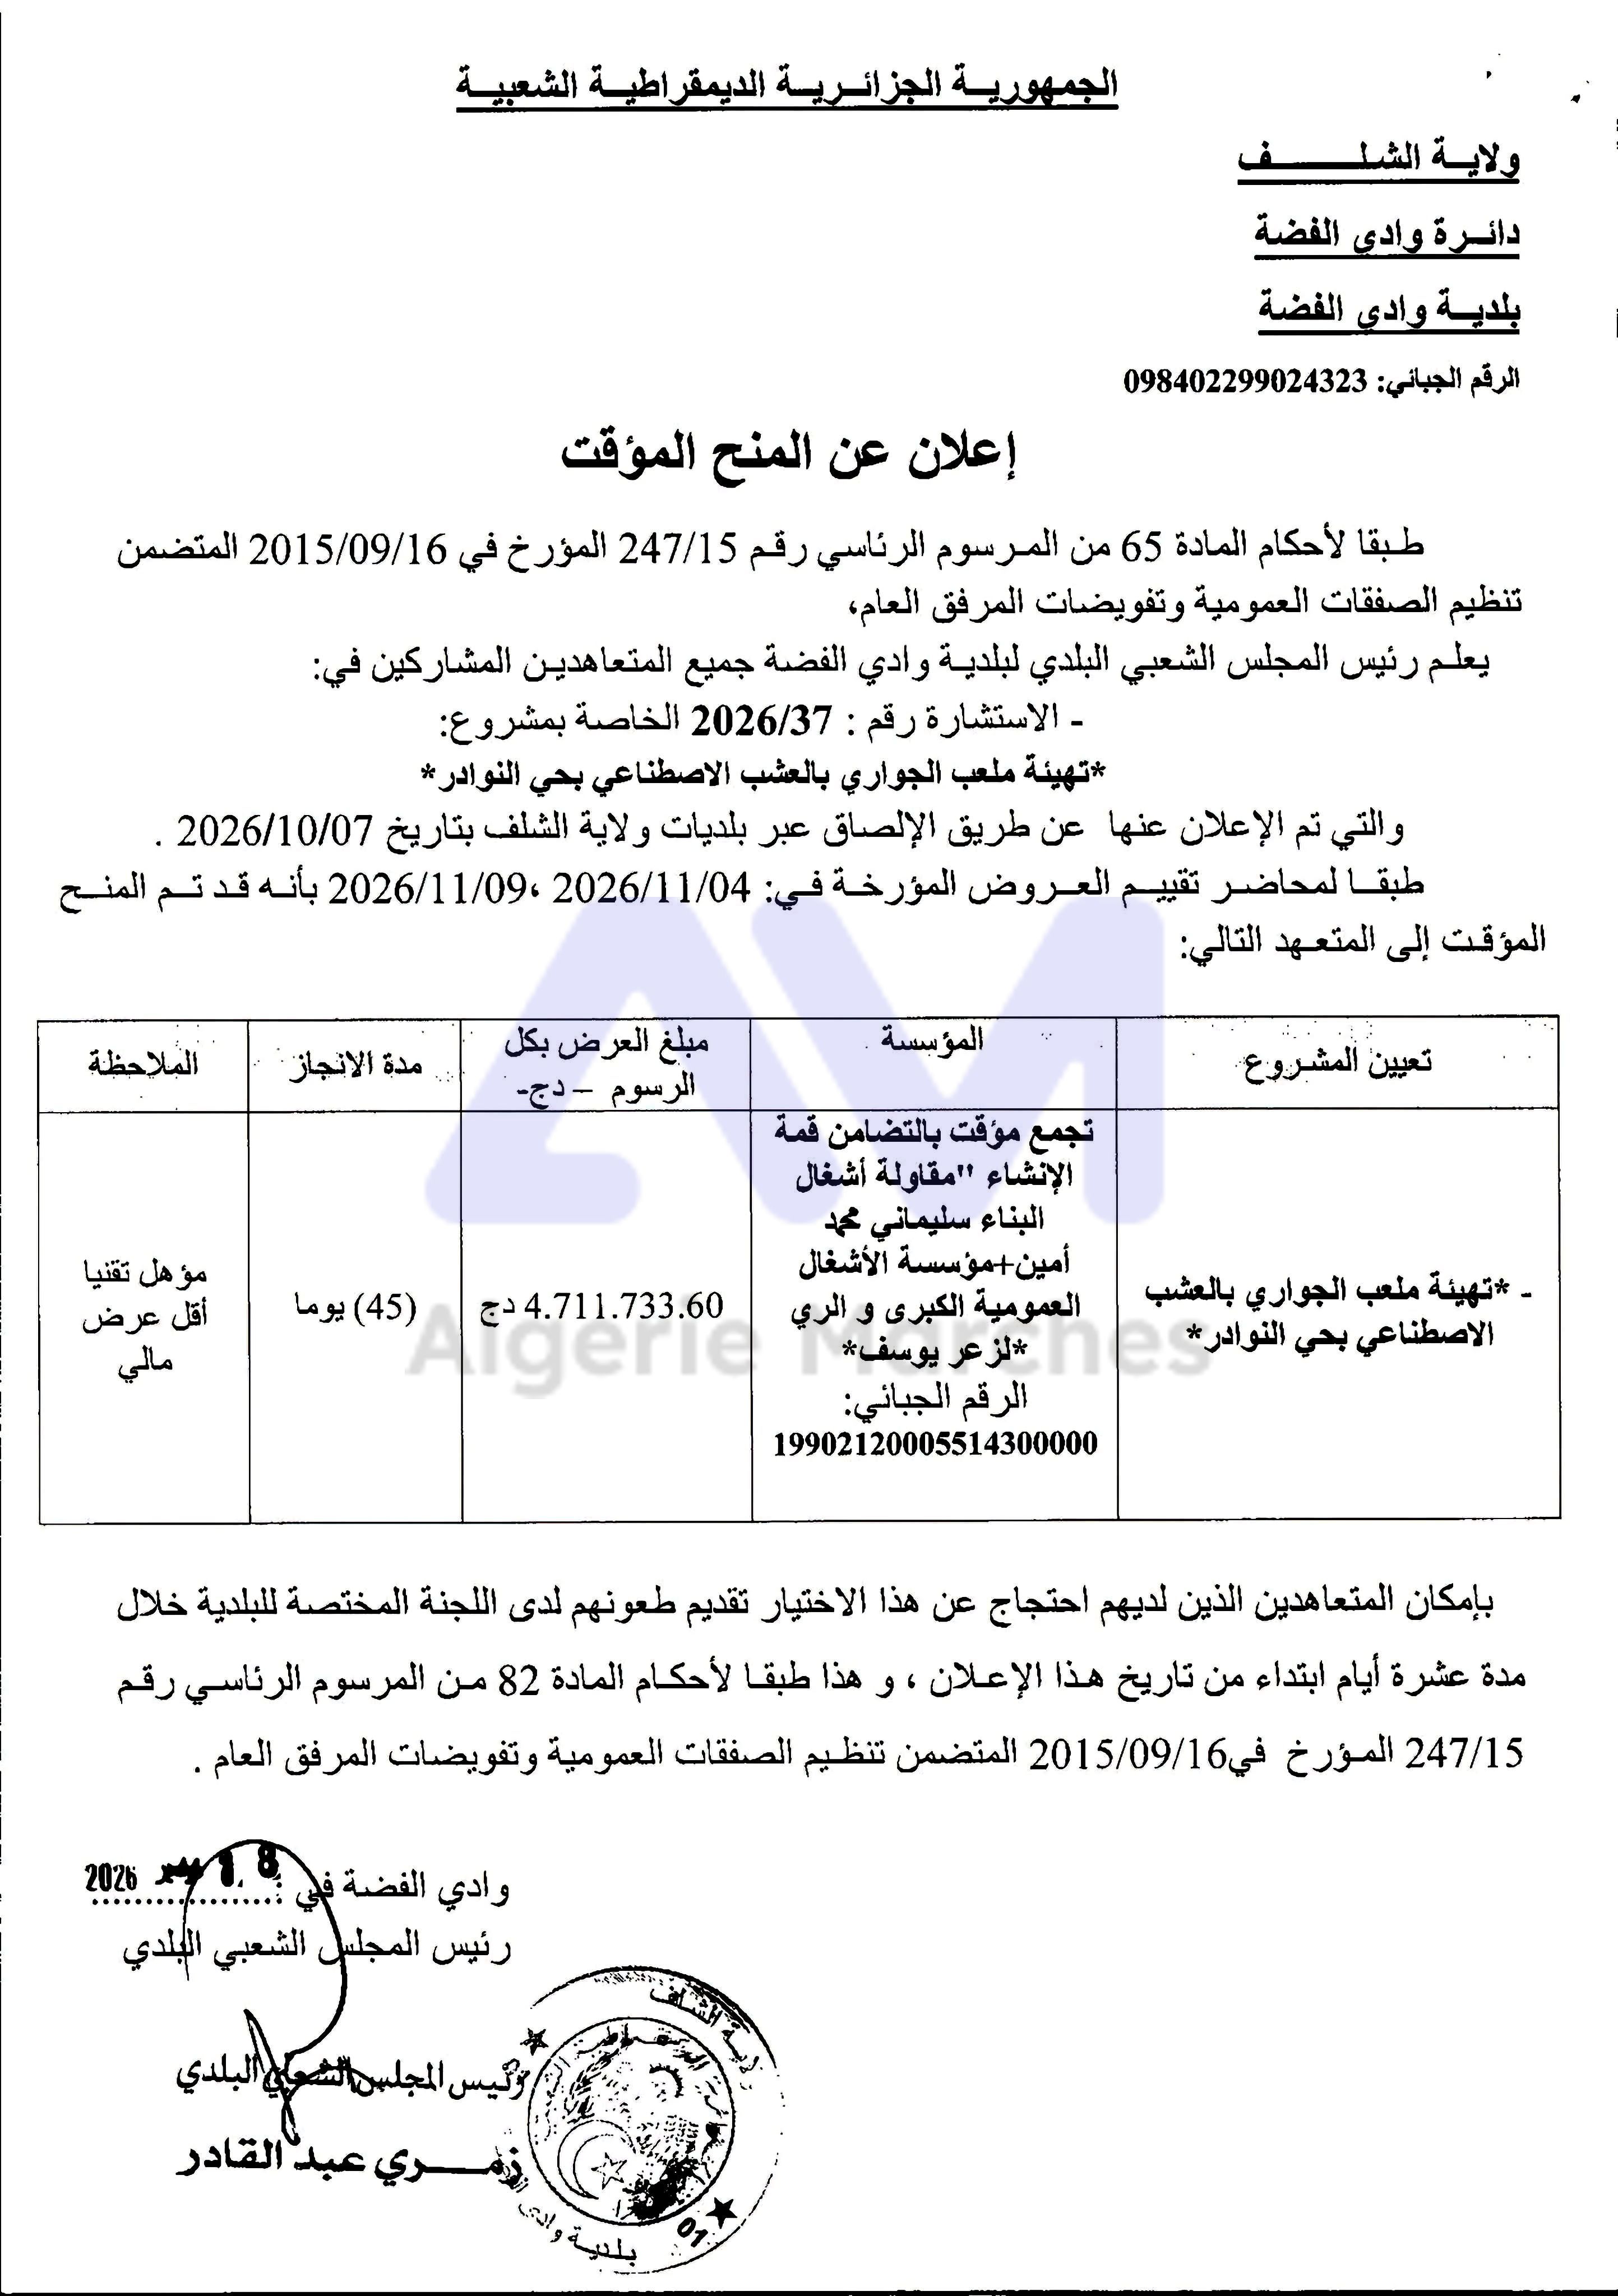 الجمهورية الجزائرية الديمقراطية الشعبية
ولاية الشلف
دائرة وادي الفضة
بلدية وادي الفضة
الرقم الجبائي: 098402299024323
إعلان عن المنح المؤقت
طبقا لأحكام المادة 65 من المرسوم الرئاسي رقم 247/15 المؤرخ في 2015/09/16 المتضمن
تنظيم الصفقات العمومية وتفويضات المرفق العام،
يعلم رئيس المجلس الشعبي البلدي لبلدية وادي الفضة جميع المتعاهدين المشاركين في:
- الاستشارة رقم : 2026/37 الخاصة بمشروع:
*تهيئة ملعب الجواري بالعشب الاصطناعي بحي النوادر*
والتي تم الإعلان عنها عن طريق الإلصاق عبر بلديات ولاية الشلف بتاريخ 2026/10/07 .
طبقا لمحاضر تقييم العروض المؤرخة في: 2026/11/04 ،2026/11/09 بأنه قد تم المنح
المؤقت إلى المتعهد التالي:
تعيين المشروع
المؤسسة
مبلغ العرض بكل
الرسوم – دج-
مدة الانجاز
الملاحظة
- *تهيئة ملعب الجواري بالعشب
الاصطناعي بحي النوادر*
تجمع مؤقت بالتضامن قمة
الإنشاء "مقاولة أشغال
البناء سليماني محمد
أمين+مؤسسة الأشغال
العمومية الكبرى و الري
*لزعر يوسف*
الرقم الجبائي:
19902120005514300000
4.711.733.60 دج
(45) يوما
مؤهل تقنيا
أقل عرض
مالي
Algerie Marches
بإمكان المتعاهدين الذين لديهم احتجاج عن هذا الاختيار تقديم طعونهم لدى اللجنة المختصة للبلدية خلال
مدة عشرة أيام ابتداء من تاريخ هذا الإعلان ، و هذا طبقا لأحكام المادة 82 من المرسوم الرئاسي رقم
247/15 المؤرخ في2015/09/16 المتضمن تنظيم الصفقات العمومية وتفويضات المرفق العام .
وادي الفضة في : 18 2026
رئيس المجلس الشعبي البلدي
رئيس المجلس الشعبي البلدي
زمري عبد القادر
ولاية الشلف
بلدية وادي
01